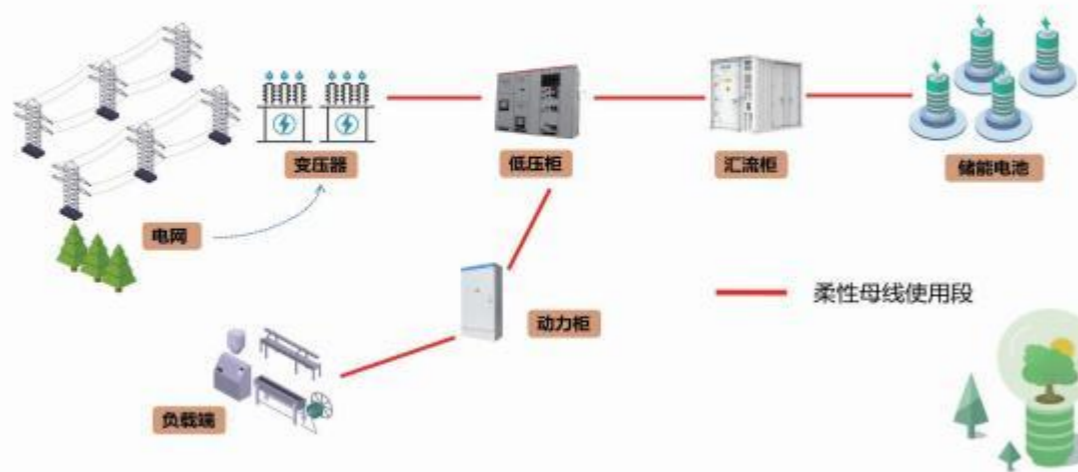 变压器
低压柜
汇流柜
储能电池
电网
柔性母线使用段
动力柜
负载端